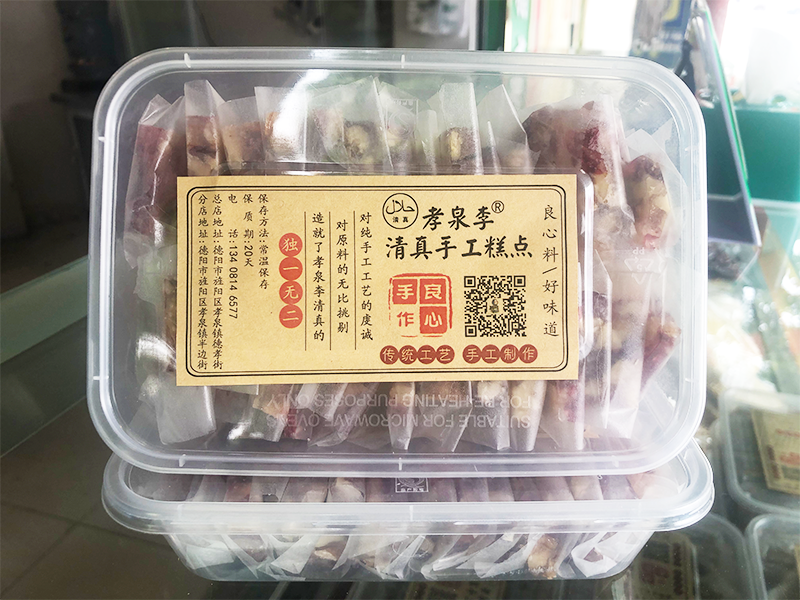 良心料/好味道
حلال
清真
孝泉李®
清真手工糕点
良心
手作
传统工艺 手工制作
对纯手工工艺的虔诚
对原料的无比挑剔
造就了孝泉李清真的
独一无二
保存方法:常温保存
保质期:20天
电话:134 0814 6577
总店地址:德阳市旌阳区孝泉镇德孝街
分店地址:德阳市旌阳区孝泉镇半边街
SUITABLE FOR MICROWAVE OVENS
FOR RE-HEATING PURPOSES ONLY